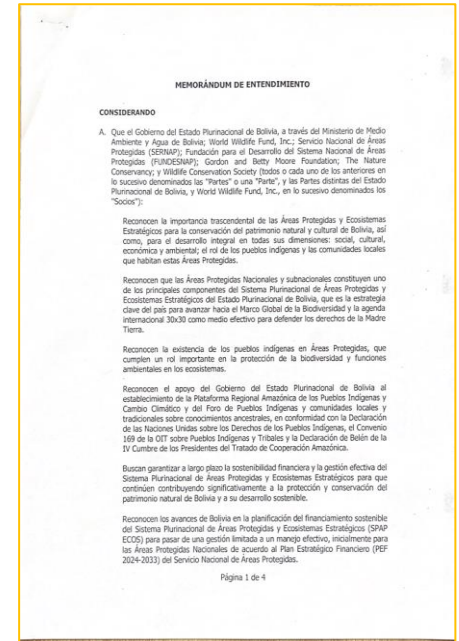 MEMORÁNDUM DE ENTENDIMIENTO
CONSIDERANDO
A. Que el Gobierno del Estado Plurinacional de Bolivia, a través del Ministerio de Medio
Ambiente y Agua de Bolivia; World Wildlife Fund, Inc.; Servicio Nacional de Áreas
Protegidas (SERNAP); Fundación para el Desarrollo del Sistema Nacional de Áreas
Protegidas (FUNDESNAP); Gordon and Betty Moore Foundation; The Nature
Conservancy; y Wildlife Conservation Society (todos o cada uno de los anteriores en
lo sucesivo denominados las "Partes" o una "Parte", y las Partes distintas del Estado
Plurinacional de Bolivia, y World Wildlife Fund, Inc., en lo sucesivo denominados los
"Socios"):
Reconocen la importancia trascendental de las Áreas Protegidas y Ecosistemas
Estratégicos para la conservación del patrimonio natural y cultural de Bolivia, así
como, para el desarrollo integral en todas sus dimensiones: social, cultural,
económica y ambiental; el rol de los pueblos indígenas y las comunidades locales
que habitan estas Áreas Protegidas.
Reconocen que las Áreas Protegidas Nacionales y subnacionales constituyen uno
de los principales componentes del Sistema Plurinacional de Áreas Protegidas y
Ecosistemas Estratégicos del Estado Plurinacional de Bolivia, que es la estrategia
clave del país para avanzar hacia el Marco Global de la Biodiversidad y la agenda
internacional 30x30 como medio efectivo para defender los derechos de la Madre
Tierra.
Reconocen la existencia de los pueblos indígenas en Áreas Protegidas, que
cumplen un rol importante en la protección de la biodiversidad y funciones
ambientales en los ecosistemas.
Reconocen el apoyo del Gobierno del Estado Plurinacional de Bolivia al
establecimiento de la Plataforma Regional Amazónica de los Pueblos Indígenas y
Cambio Climático y del Foro de Pueblos Indígenas y comunidades locales y
tradicionales sobre conocimientos ancestrales, en conformidad con la Declaración
de las Naciones Unidas sobre los Derechos de los Pueblos Indígenas, el Convenio
169 de la OIT sobre Pueblos Indígenas y Tribales y la Declaración de Belén de la
IV Cumbre de los Presidentes del Tratado de Cooperación Amazónica.
Buscan garantizar a largo plazo la sostenibilidad financiera y la gestión efectiva del
Sistema Plurinacional de Áreas Protegidas y Ecosistemas Estratégicos para que
continúen contribuyendo significativamente a la protección y conservación del
patrimonio natural de Bolivia y a su desarrollo sostenible.
Reconocen los avances de Bolivia en la planificación del financiamiento sostenible
del Sistema Plurinacional de Áreas Protegidas y Ecosistemas Estratégicos (SPAP
ECOS) para pasar de una gestión limitada a un manejo efectivo, inicialmente para
las Áreas Protegidas Nacionales de acuerdo al Plan Estratégico Financiero (PEF
2024-2033) del Servicio Nacional de Áreas Protegidas.
Página 1 de 4